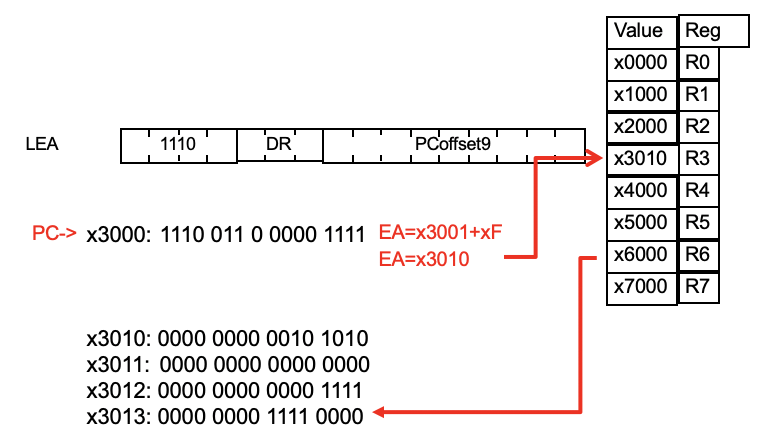 Value Reg
x0000 R0
x1000 R1
x2000 R2
x3010 R3
x4000 R4
x5000 R5
x6000 R6
x7000 R7
LEA 1110 DR PCoffset9
PC-> x3000: 1110 011 0 0000 1111 EA=x3001+xF
EA=x3010
x3010: 0000 0000 0010 1010
x3011: 0000 0000 0000 0000
x3012: 0000 0000 0000 1111
x3013: 0000 0000 1111 0000